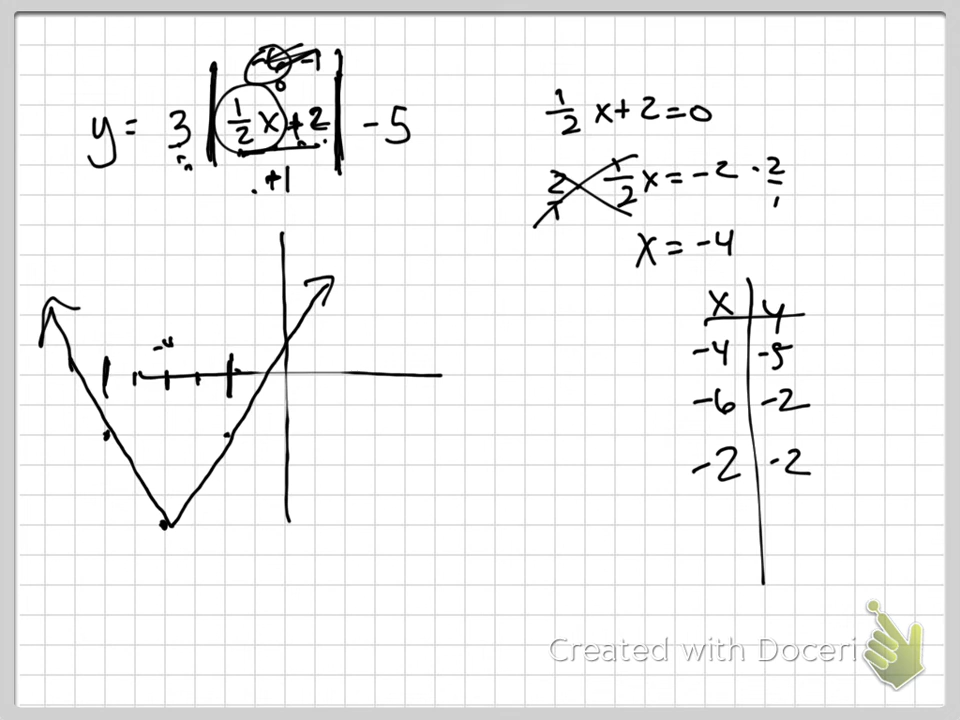 y = 3 |1/2 x + 2| - 5
+1
1/2 x + 2 = 0
2/1 · 1/2 x = -2 · 2/1
x = -4
x | y
-4 | -5
-6 | -2
-2 | -2
-4
Created with Doceri